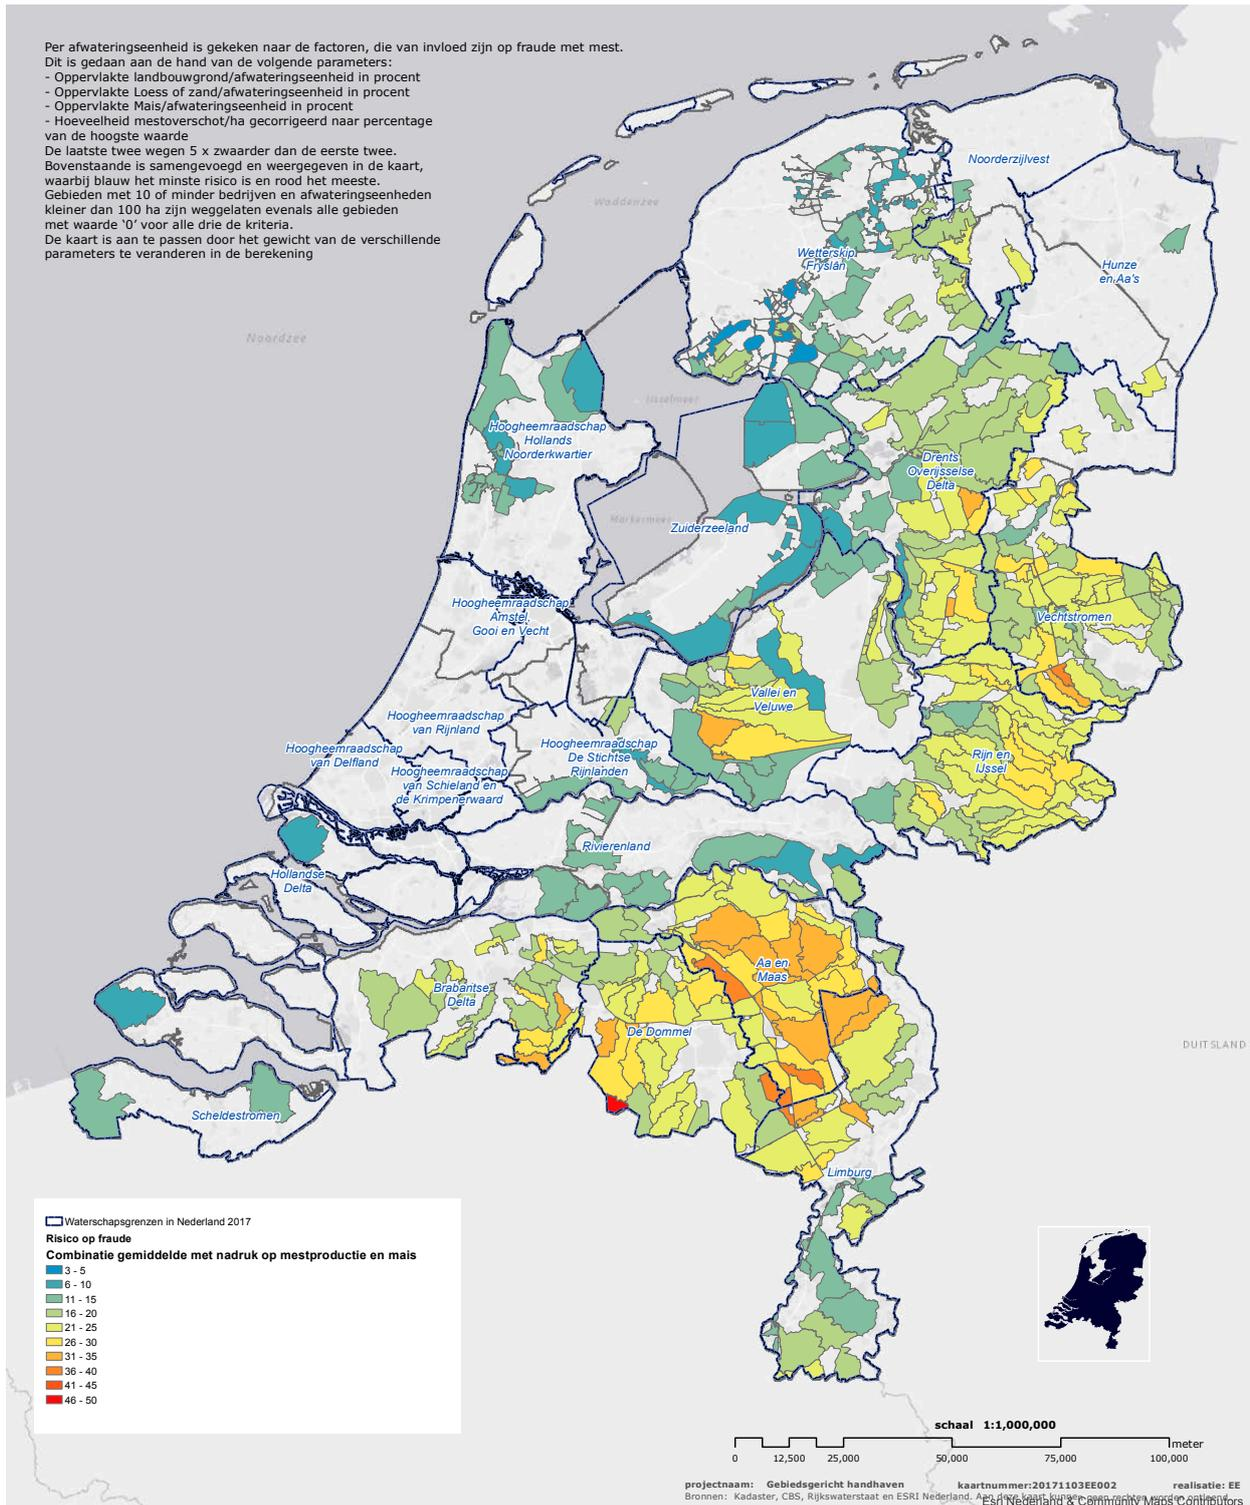 Per afwateringseenheid is gekeken naar de factoren, die van invloed zijn op fraude met mest.
Dit is gedaan aan de hand van de volgende parameters:
- Oppervlakte landbouwgrond/afwateringseenheid in procent
- Oppervlakte Loess of zand/afwateringseenheid in procent
- Oppervlakte Mais/afwateringseenheid in procent
- Hoeveelheid mestoverschot/ha gecorrigeerd naar percentage
van de hoogste waarde
De laatste twee wegen 5 x zwaarder dan de eerste twee.
Bovenstaande is samengevoegd en weergegeven in de kaart,
waarbij blauw het minste risico is en rood het meeste.
Gebieden met 10 of minder bedrijven en afwateringseenheden
kleiner dan 100 ha zijn weggelaten evenals alle gebieden
met waarde '0' voor alle drie de kriteria.
De kaart is aan te passen door het gewicht van de verschillende
parameters te veranderen in de berekening
Noorderzijlvest
Waddenzee
Wetterskip
Fryslân
Hunze
en Aa's
Noordzee
IJsselmeer
Hoogheemraadschap
Hollands
Noorderkwartier
Drents
Overijsselse
Delta
Markermeer
Zuiderzeeland
Hoogheemraadschap
Amstel,
Gooi en Vecht
Vechtstromen
Vallei en
Veluwe
Hoogheemraadschap
van Rijnland
Hoogheemraadschap
van Delfland
Hoogheemraadschap
De Stichtse
Rijnlanden
Rijn en
IJssel
Hoogheemraadschap
van Schieland en
de Krimpenerwaard
Rivierenland
Hollandse
Delta
Aa en
Maas
Brabantse
Delta
De Dommel
DUITSLAND
Scheldestromen
Limburg
Waterschapsgrenzen in Nederland 2017
Risico op fraude
Combinatie gemiddelde met nadruk op mestproductie en mais
3 - 5
6 - 10
11 - 15
16 - 20
21 - 25
26 - 30
31 - 35
36 - 40
41 - 45
46 - 50
schaal 1:1,000,000
meter
0 12,500 25,000 50,000 75,000 100,000
projectnaam: Gebiedsgericht handhaven kaartnummer:20171103EE002 realisatie: EE
Bronnen: Kadaster, CBS, Rijkswaterstaat en ESRI Nederland. Aan deze kaart kunnen geen rechten worden ontleend
Esri Nederland & Community Maps Contributors